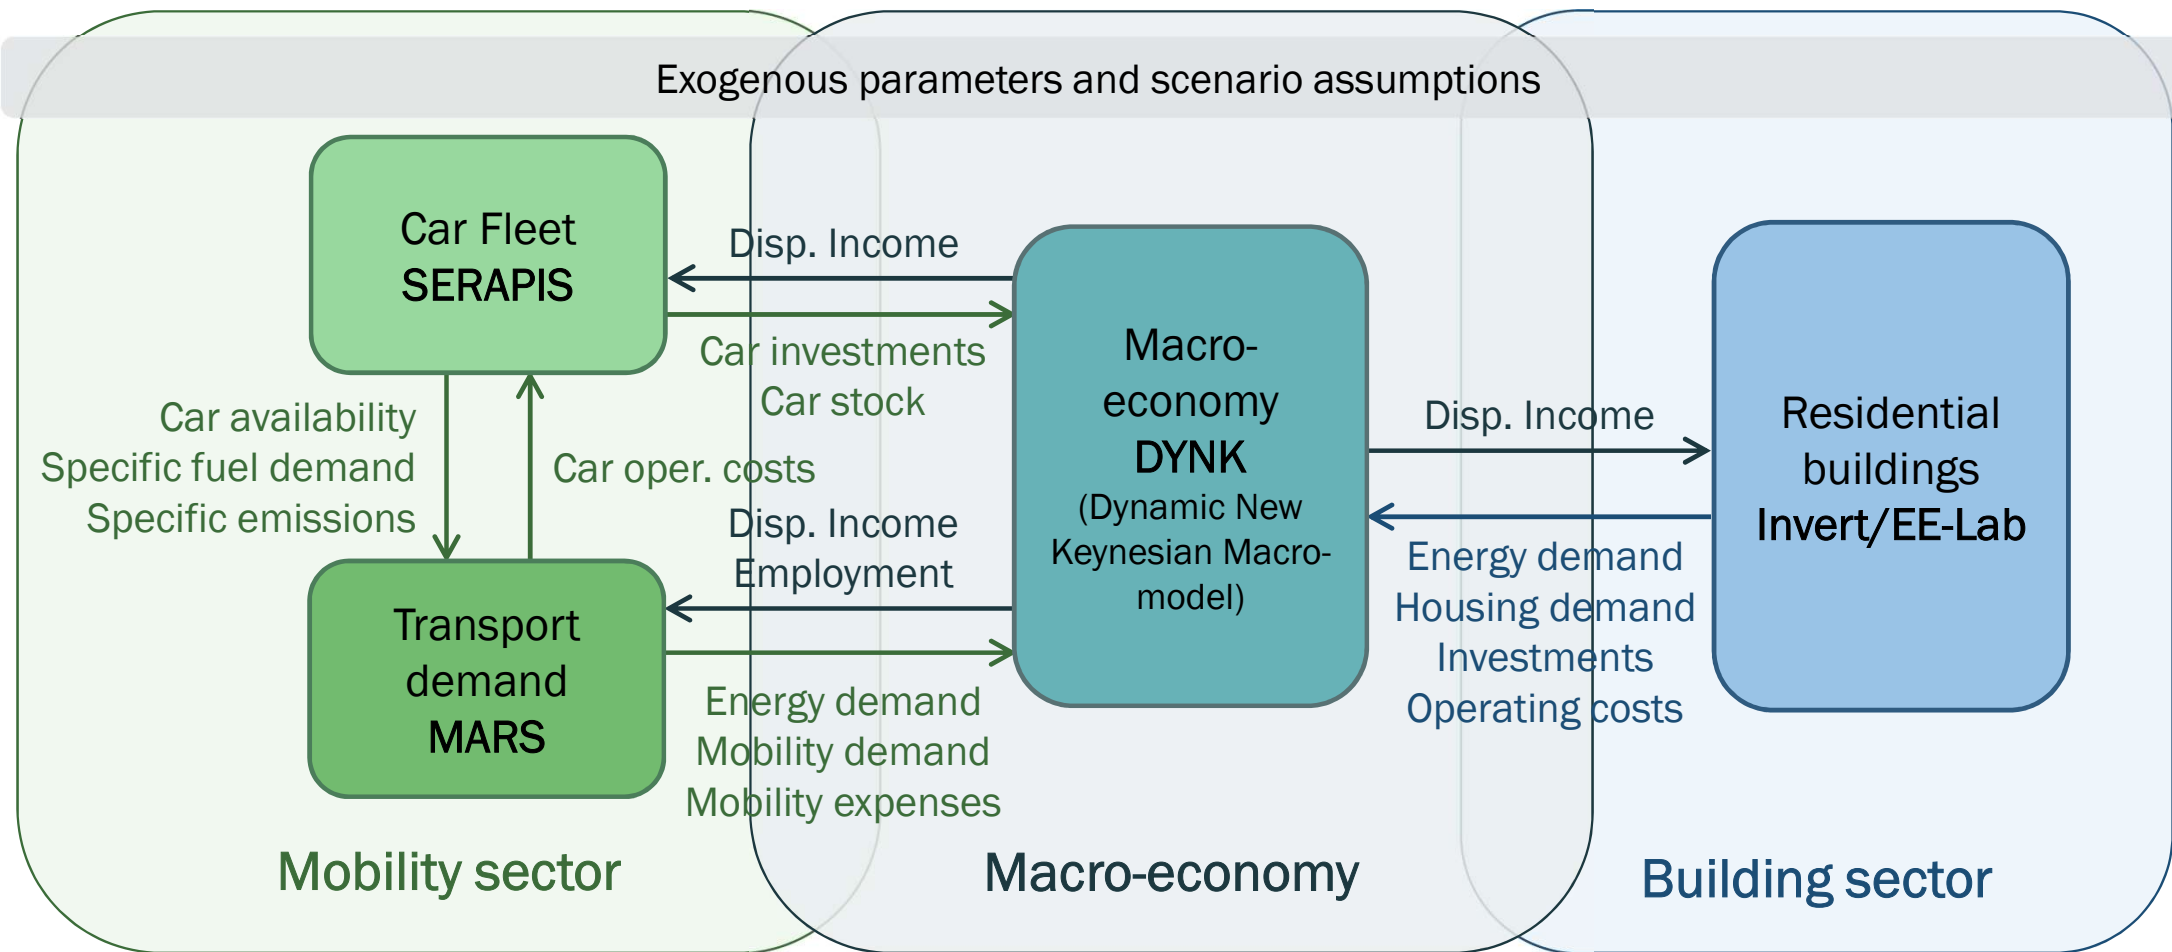 Exogenous parameters and scenario assumptions
Car Fleet
SERAPIS
Disp. Income
Car investments
Car stock
Car availability
Specific fuel demand
Specific emissions
Car oper. costs
Disp. Income
Employment
Transport
demand
MARS
Energy demand
Mobility demand
Mobility expenses
Macro-
economy
DYNK
(Dynamic New
Keynesian Macro-
model)
Disp. Income
Energy demand
Housing demand
Investments
Operating costs
Residential
buildings
Invert/EE-Lab
Mobility sector
Macro-economy
Building sector